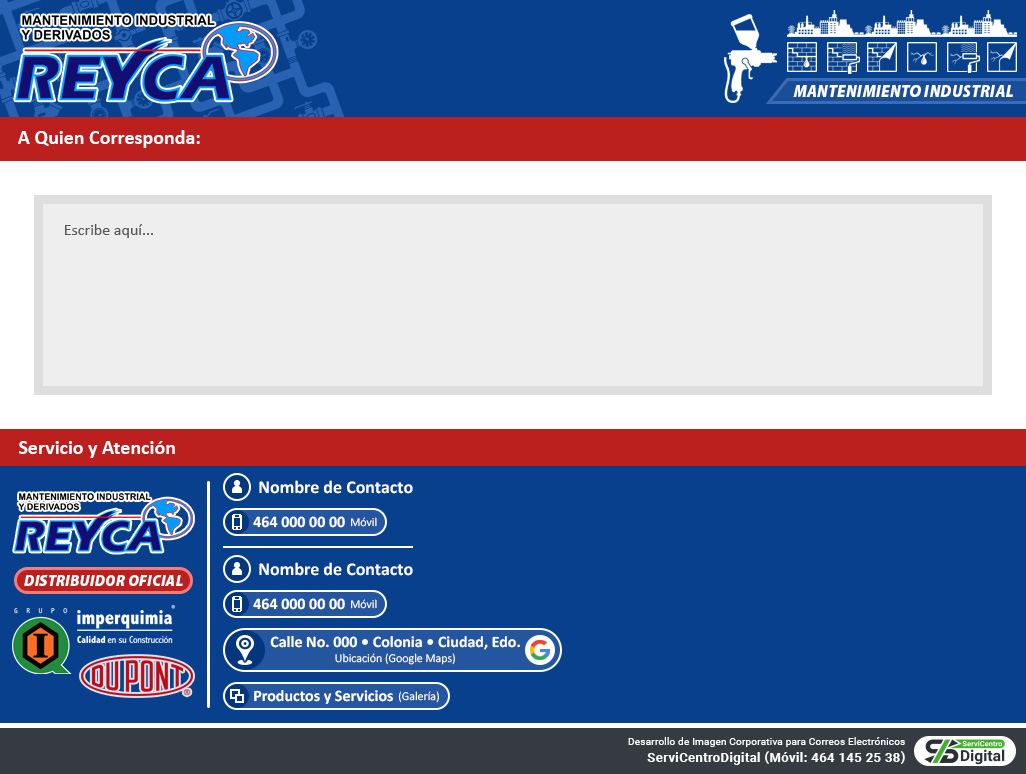 MANTENIMIENTO INDUSTRIAL
Y DERIVADOS
REYCA
MANTENIMIENTO INDUSTRIAL
A Quien Corresponda:
Escribe aquí...
Servicio y Atención
MANTENIMIENTO INDUSTRIAL
Y DERIVADOS
REYCA
DISTRIBUIDOR OFICIAL
GRUPO
imperquimia®
Calidad en su Construcción
DUPONT®
Nombre de Contacto
464 000 00 00 Móvil
Nombre de Contacto
464 000 00 00 Móvil
Calle No. 000 • Colonia • Ciudad, Edo.
Ubicación (Google Maps)
G
Productos y Servicios (Galería)
Desarrollo de Imagen Corporativa para Correos Electrónicos
ServiCentroDigital (Móvil: 464 145 25 38)
ServiCentro
Digital